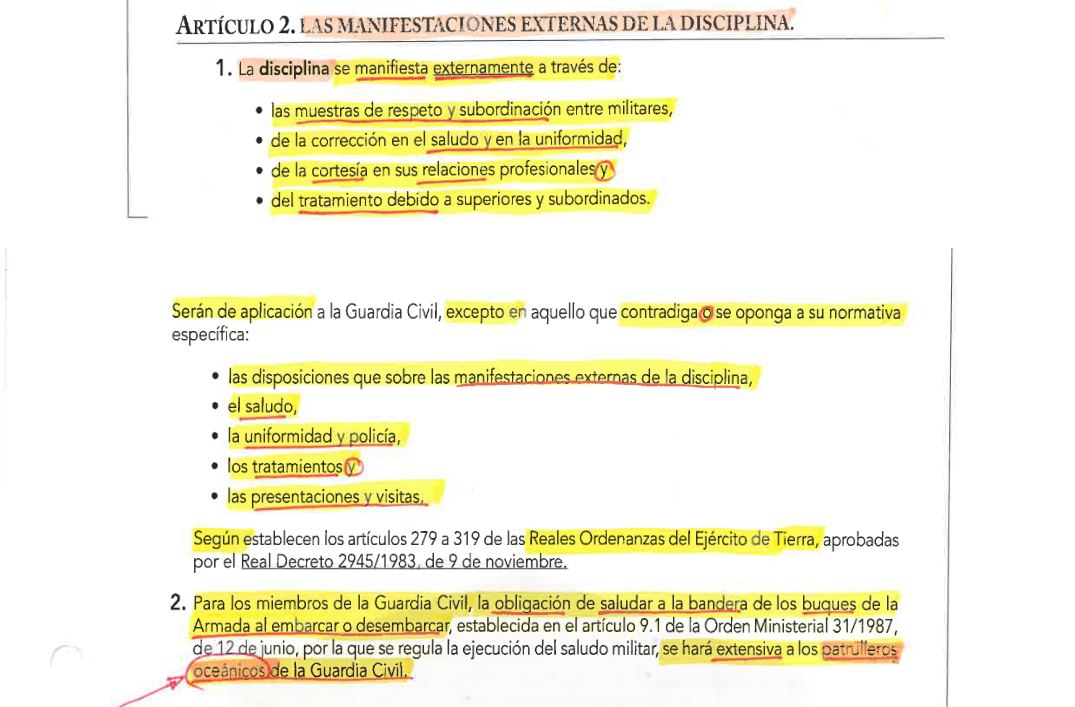 ARTÍCULO 2. LAS MANIFESTACIONES EXTERNAS DE LA DISCIPLINA.
1. La disciplina se manifiesta externamente a través de:
• las muestras de respeto y subordinación entre militares,
• de la corrección en el saludo y en la uniformidad,
• de la cortesía en sus relaciones profesionales y
• del tratamiento debido a superiores y subordinados.
Serán de aplicación a la Guardia Civil, excepto en aquello que contradiga o se oponga a su normativa
específica:
• las disposiciones que sobre las manifestaciones externas de la disciplina,
• el saludo,
• la uniformidad y policía,
• los tratamientos y
• las presentaciones y visitas.
Según establecen los artículos 279 a 319 de las Reales Ordenanzas del Ejército de Tierra, aprobadas
por el Real Decreto 2945/1983, de 9 de noviembre.
2. Para los miembros de la Guardia Civil, la obligación de saludar a la bandera de los buques de la
Armada al embarcar o desembarcar, establecida en el artículo 9.1 de la Orden Ministerial 31/1987,
de 12 de junio, por la que se regula la ejecución del saludo militar, se hará extensiva a los patrulleros
oceánicos de la Guardia Civil.